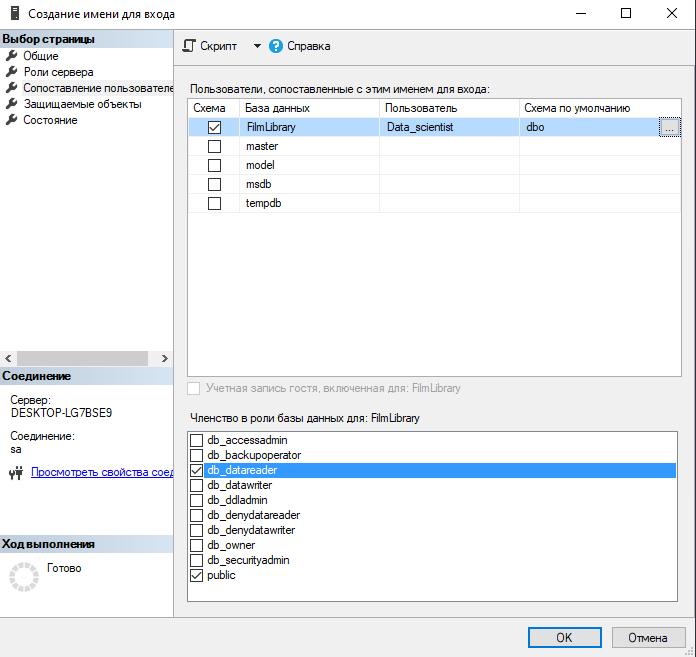 Создание имени для входа
Выбор страницы
Общие
Роли сервера
Сопоставление пользователе
Защищаемые объекты
Состояние
Скрипт
Справка
Пользователи, сопоставленные с этим именем для входа:
Схема База данных Пользователь Схема по умолчанию
FilmLibrary Data_scientist dbo ...
master
model
msdb
tempdb
Учетная запись гостя, включенная для: FilmLibrary
Членство в роли базы данных для: FilmLibrary
db_accessadmin
db_backupoperator
db_datareader
db_datawriter
db_ddladmin
db_denydatareader
db_denydatawriter
db_owner
db_securityadmin
public
Соединение
Сервер:
DESKTOP-LG7BSE9
Соединение:
sa
Просмотреть свойства соед
Ход выполнения
Готово
OK
Отмена